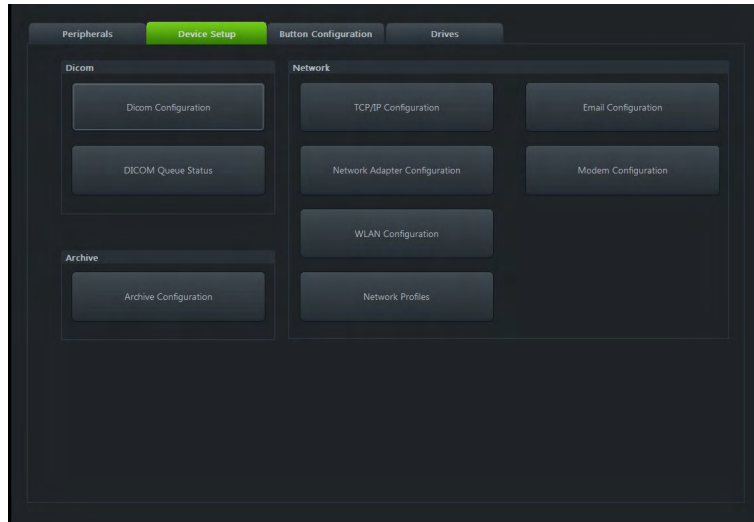 Peripherals
Device Setup
Button Configuration
Drives
Dicom
Dicom Configuration
DICOM Queue Status
Archive
Archive Configuration
Network
TCP/IP Configuration
Email Configuration
Network Adapter Configuration
Modem Configuration
WLAN Configuration
Network Profiles